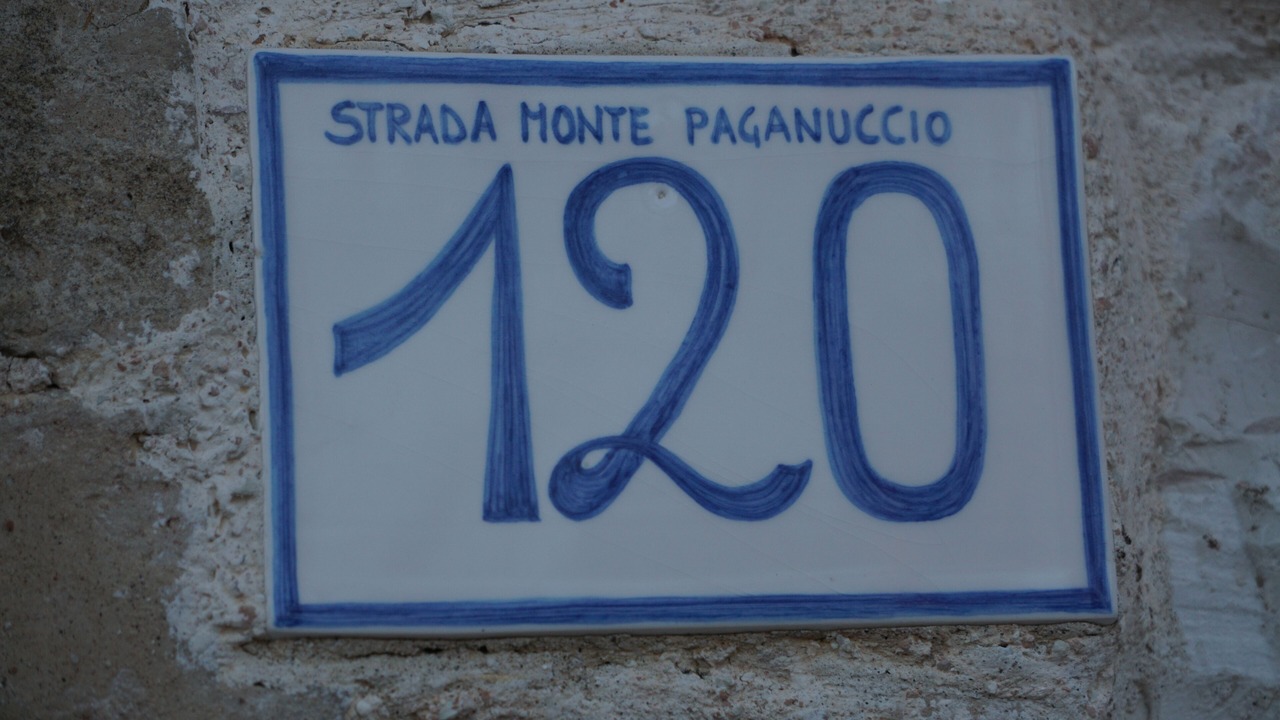 STRADA MONTE PAGANUCCIO
120